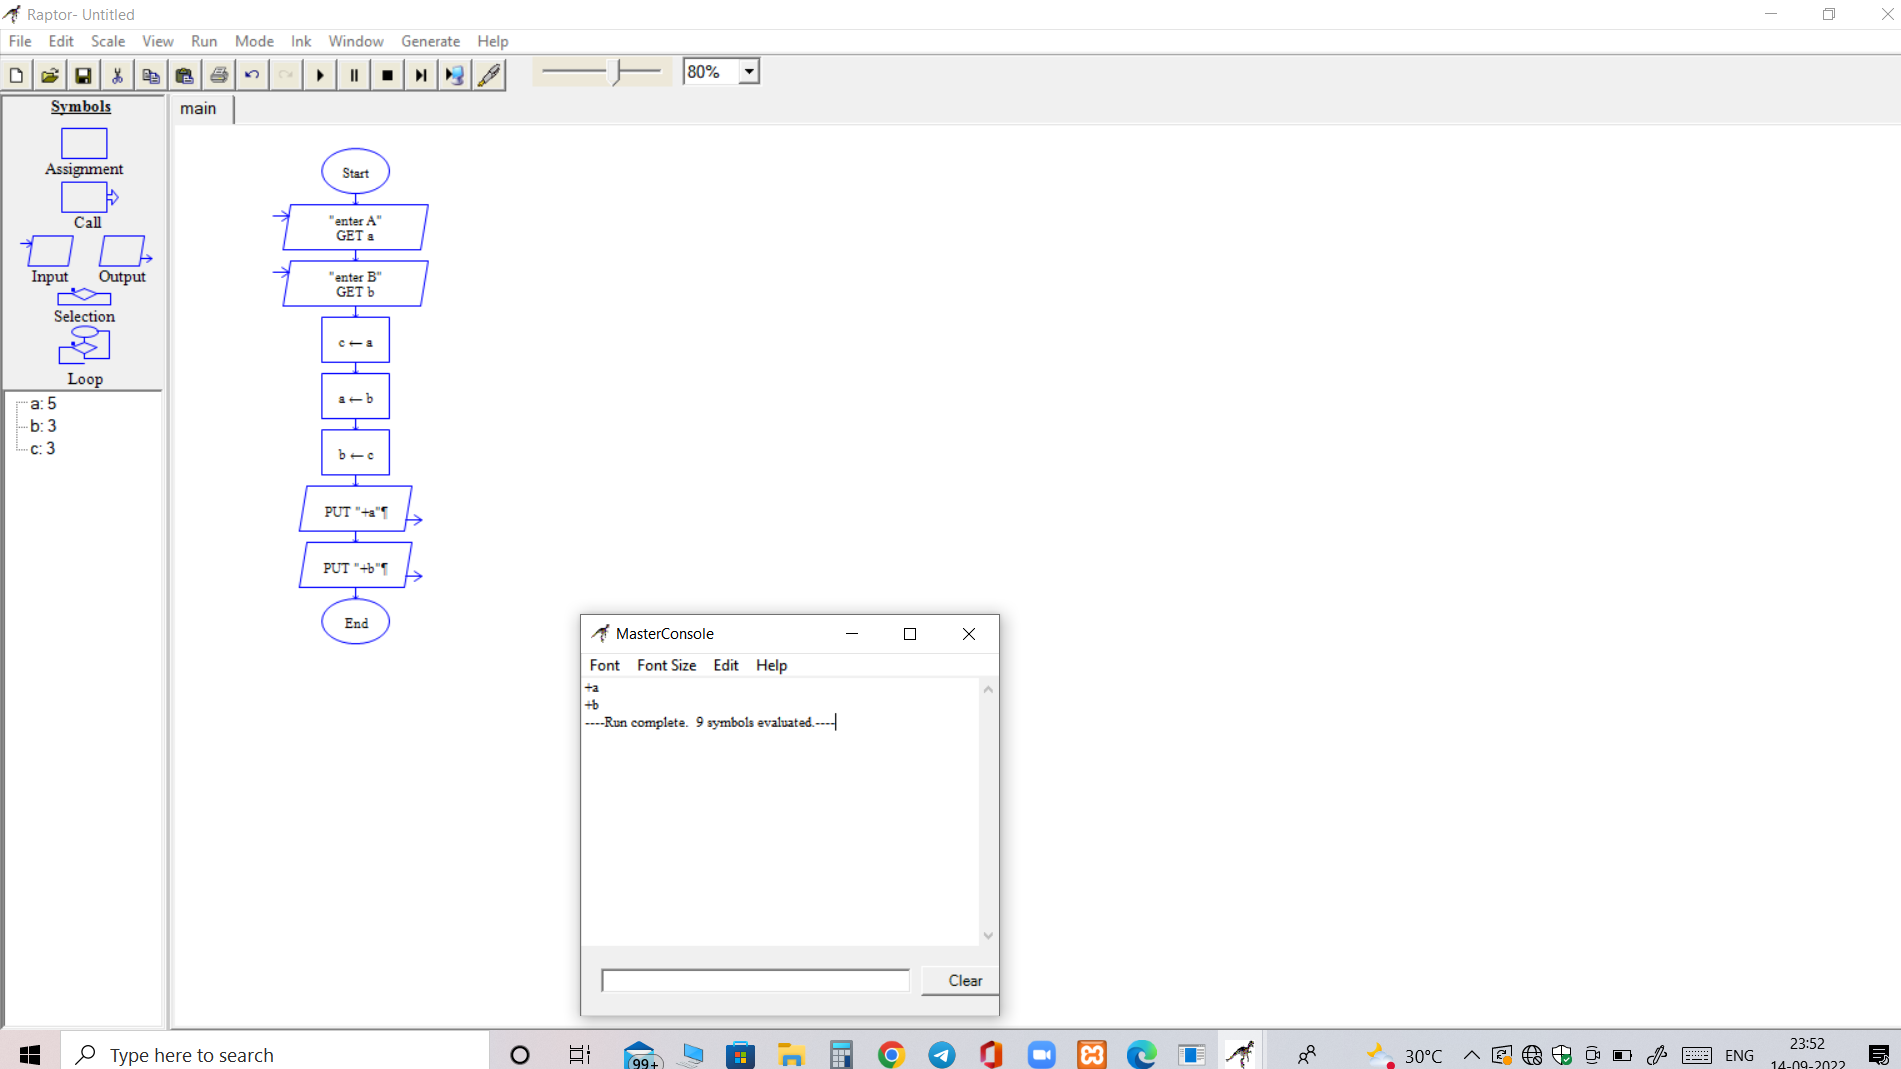 Raptor- Untitled
File Edit Scale View Run Mode Ink Window Generate Help
80%
Symbols
Assignment
Call
Input Output
Selection
Loop
a: 5
b: 3
c: 3
main
Start
"enter A"
GET a
"enter B"
GET b
c ← a
a ← b
b ← c
PUT "+a"¶
PUT "+b"¶
End
MasterConsole
Font Font Size Edit Help
+a
+b
----Run complete.  9 symbols evaluated.----
Clear
Type here to search
99+
30°C
ENG
23:52
14-09-2022